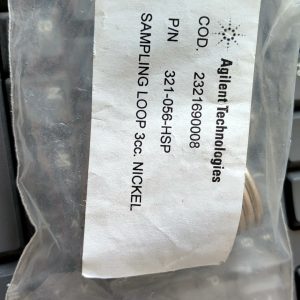 Agilent Technologies
COD. 2321690008
P/N 321-056-HSP
SAMPLING LOOP 3cc. NICKEL